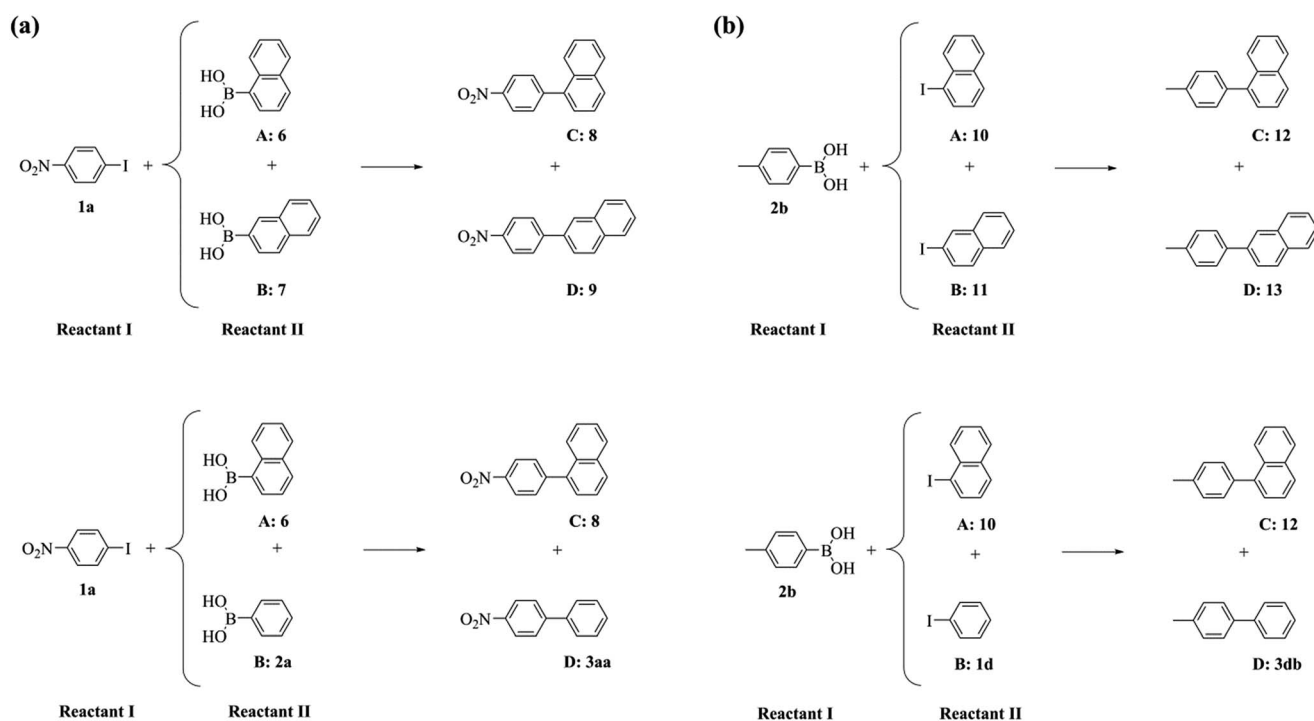 (a)
HO
B
HO
A: 6
O₂N
I
1a
+
+
HO
B
HO
B: 7
O₂N
C: 8
+
O₂N
D: 9
Reactant I
Reactant II
HO
B
HO
A: 6
O₂N
I
1a
+
+
HO
B
HO
B: 2a
O₂N
C: 8
+
O₂N
D: 3aa
Reactant I
Reactant II
(b)
OH
B
OH
2b
+
I
A: 10
+
I
B: 11
C: 12
+
D: 13
Reactant I
Reactant II
OH
B
OH
2b
+
I
A: 10
+
I
B: 1d
C: 12
+
D: 3db
Reactant I
Reactant II